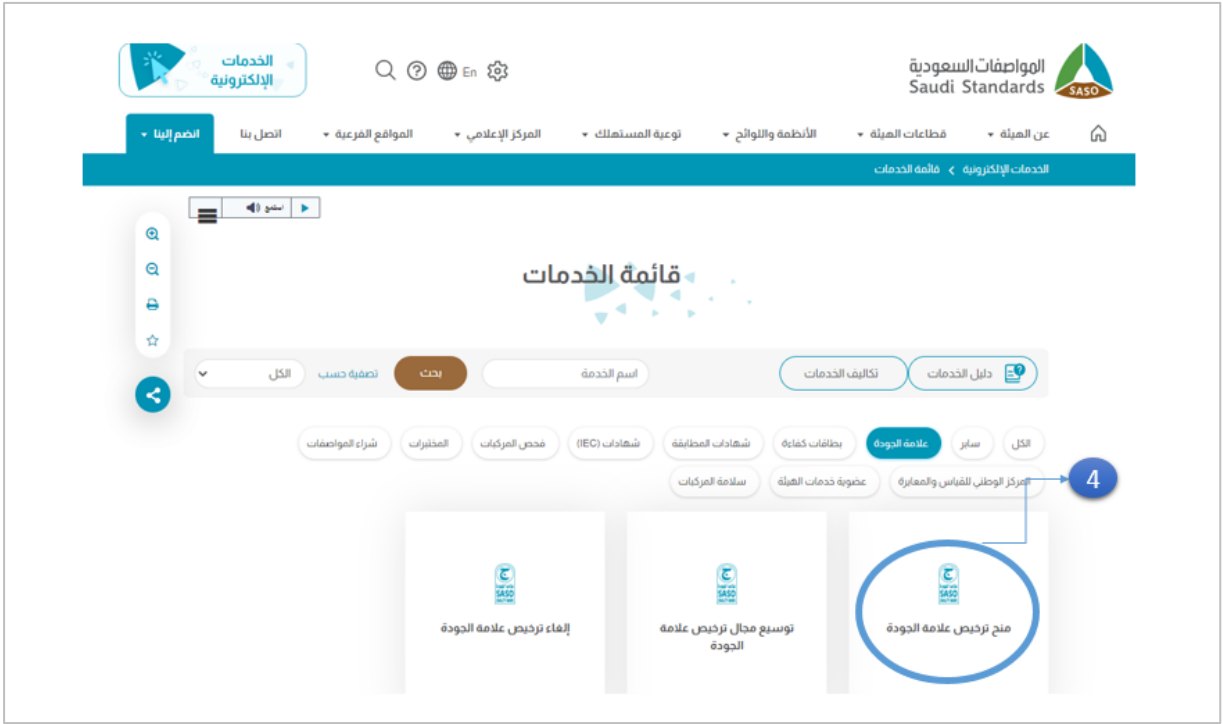 المواصفات السعودية
Saudi Standards
SASO
En
الخدمات
الإلكترونية
عن الهيئة
قطاعات الهيئة
الأنظمة واللوائح
توعية المستهلك
المركز الإعلامي
المواقع الفرعية
اتصل بنا
انضم إلينا
الخدمات الإلكترونية
قائمة الخدمات
استمع
قائمة الخدمات
دليل الخدمات
تكاليف الخدمات
اسم الخدمة
بحث
تصفية حسب
الكل
الكل
سابر
علامة الجودة
بطاقات كفاءة
شهادات المطابقة
شهادات (IEC)
فحص المركبات
المختبرات
شراء المواصفات
المركز الوطني للقياس والمعايرة
عضوية خدمات الهيئة
سلامة المركبات
4
SASO
منح ترخيص علامة الجودة
SASO
توسيع مجال ترخيص علامة
الجودة
SASO
إلغاء ترخيص علامة الجودة